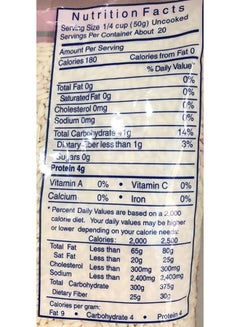 Nutrition Facts
Serving Size 1/4 cup (50g) Uncooked
Servings Per Container About 20
Amount Per Serving
Calories 180 Calories from Fat 0
% Daily Value*
Total Fat 0g 0%
Saturated Fat 0g 0%
Cholesterol 0mg 0%
Sodium 0mg 0%
Total Carbohydrate 41g 14%
Dietary Fiber less than 1g 3%
Sugars 0g
Protein 4g
Vitamin A 0% • Vitamin C 0%
Calcium 0% • Iron 0%
* Percent Daily Values are based on a 2,000
calorie diet. Your daily values may be higher
or lower depending on your calorie needs:
Calories: 2,000 2,500
Total Fat Less than 65g 80g
Sat Fat Less than 20g 25g
Cholesterol Less than 300mg 300mg
Sodium Less than 2,400mg 2,400mg
Total Carbohydrate 300g 375g
Dietary Fiber 25g 30g
Calories per gram:
Fat 9 • Carbohydrate 4 • Protein 4